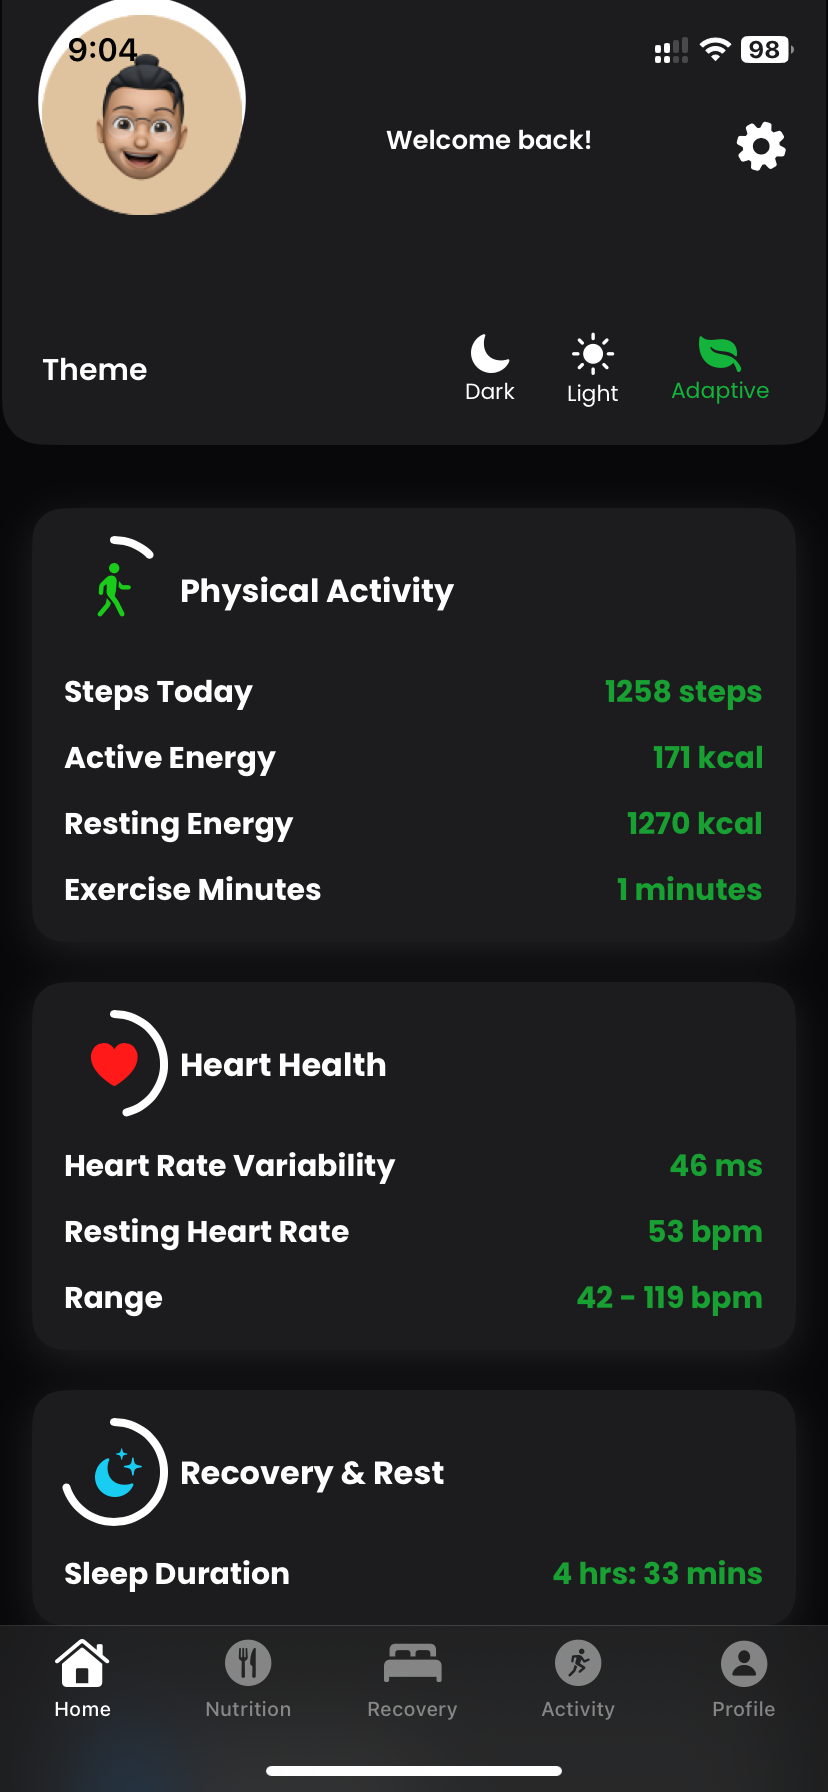 9:04
98
Welcome back!
Theme
Dark
Light
Adaptive
Physical Activity
Steps Today 1258 steps
Active Energy 171 kcal
Resting Energy 1270 kcal
Exercise Minutes 1 minutes
Heart Health
Heart Rate Variability 46 ms
Resting Heart Rate 53 bpm
Range 42 - 119 bpm
Recovery & Rest
Sleep Duration 4 hrs: 33 mins
Home
Nutrition
Recovery
Activity
Profile